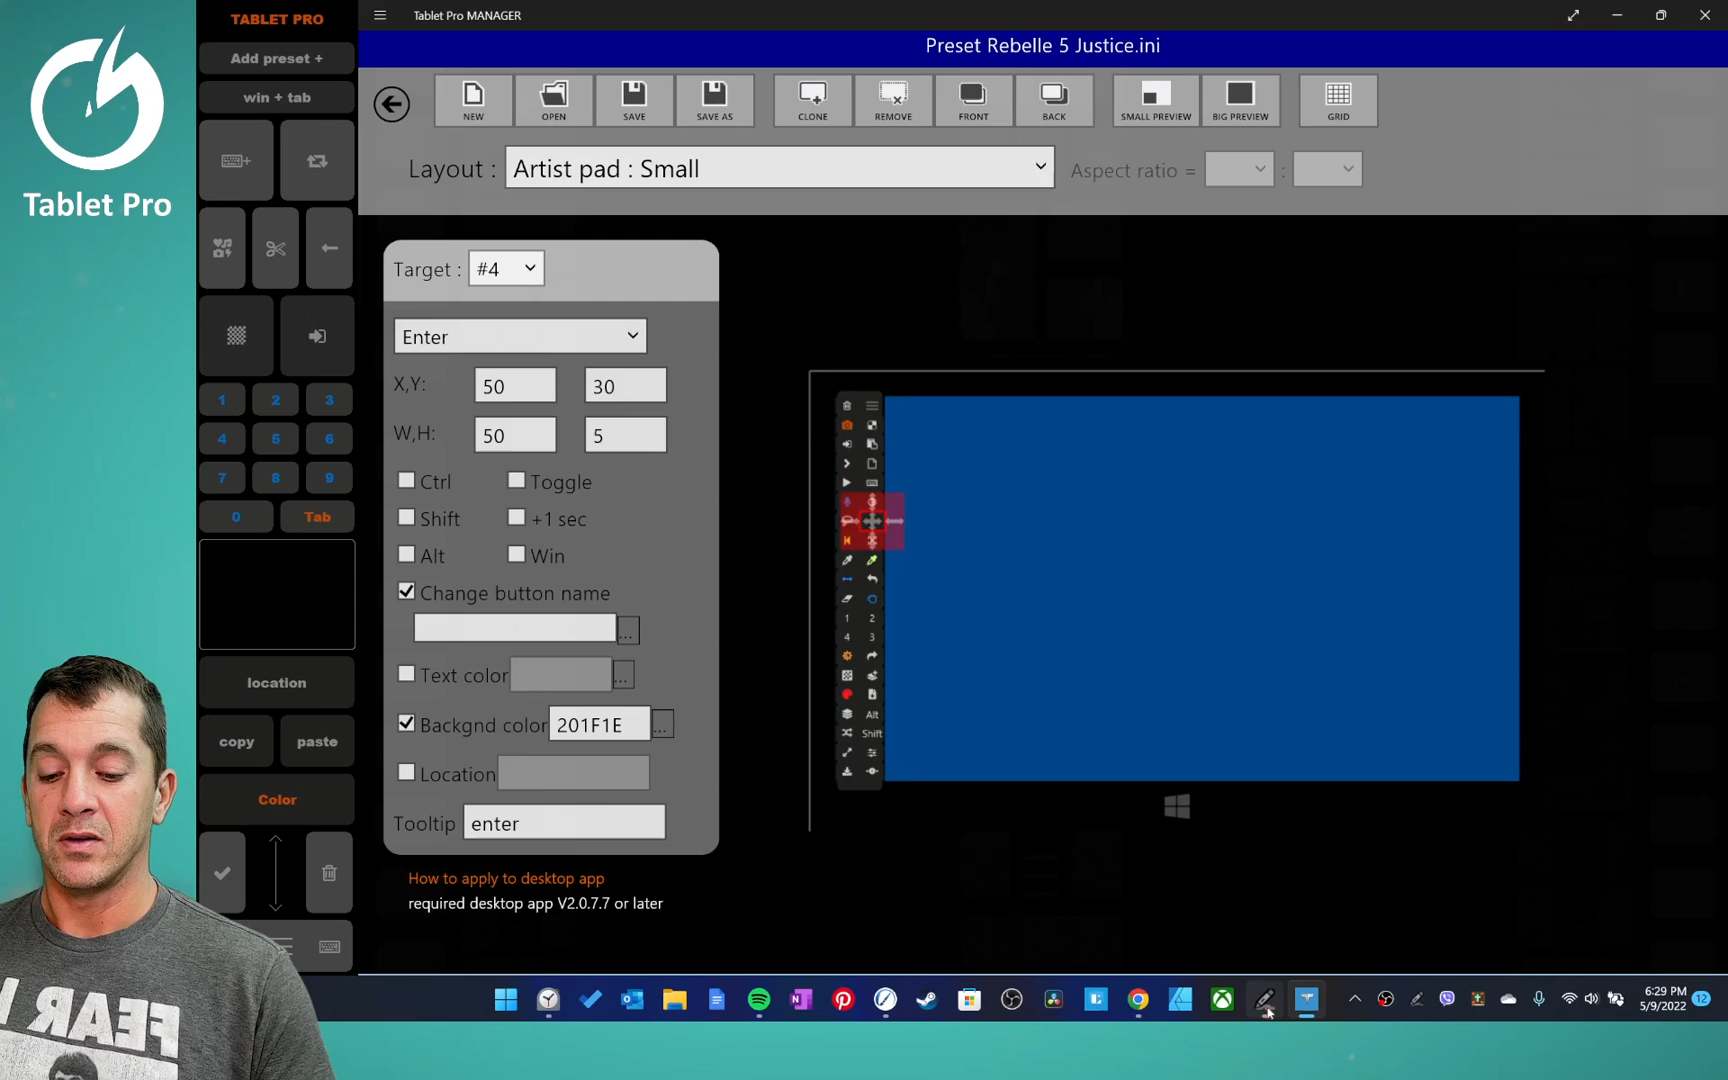 TABLET PRO
Tablet Pro MANAGER
Add preset +
win + tab
Tablet Pro
Preset Rebelle 5 Justice.ini
NEW
OPEN
SAVE
SAVE AS
CLONE
REMOVE
FRONT
BACK
SMALL PREVIEW
BIG PREVIEW
GRID
Layout : Artist pad : Small
Aspect ratio = :
Target : #4
Enter
X,Y: 50 30
W,H: 50 5
Ctrl Toggle
Shift +1 sec
Alt Win
Change button name
...
Text color ...
Backgnd color 201F1E ...
Location
Tooltip enter
How to apply to desktop app
required desktop app V2.0.7.7 or later
1 2 3
4 5 6
7 8 9
0 Tab
location
copy paste
Color
1 2
4 3
Alt
Shift
6:29 PM
5/9/2022
12
FEAR